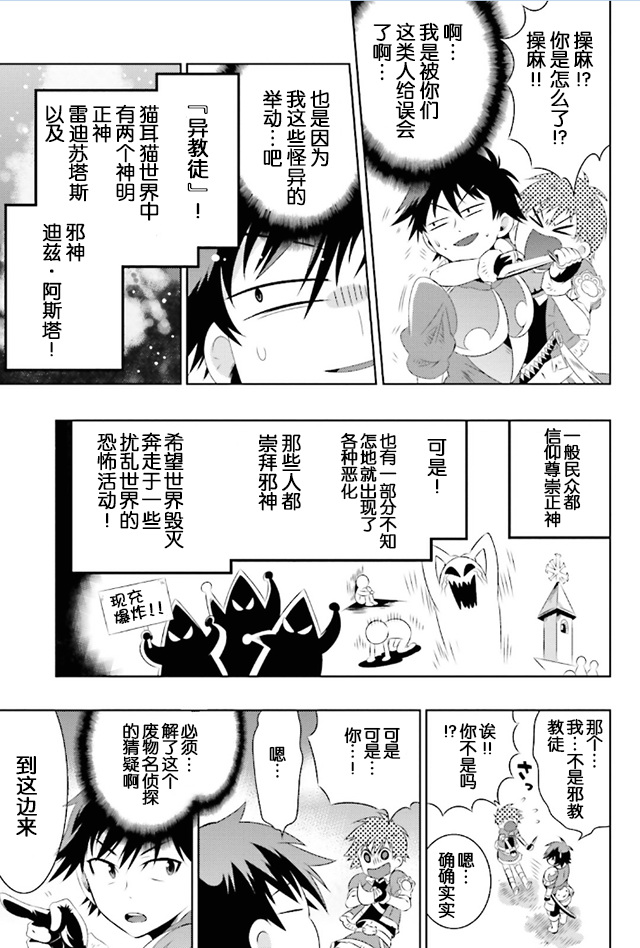 操麻!?
你是怎么了!?
操麻!!
啊…
我是被你们
这类人给误会
了啊…
也是因为
我这些怪异的
举动…吧
『异教徒』!
猫耳猫世界中
有两个神明
正神
雷迪苏塔斯
以及
邪神
迪兹·阿斯塔!
一般民众都
信仰尊崇正神
可是!
也有一部分不知
怎地就出现了
各种恶化
那些人都
崇拜邪神
希望世界毁灭
奔走于一些
扰乱世界的
恐怖活动!
现充
爆炸!!
那个…
我…不是邪教
教徒
诶!!
你不是吗
!?
さっ
嗯…
确确实实
可是
可是…
你…!
嗯…
必须…
解了这个
废物名侦探
的猜疑啊
到这边来